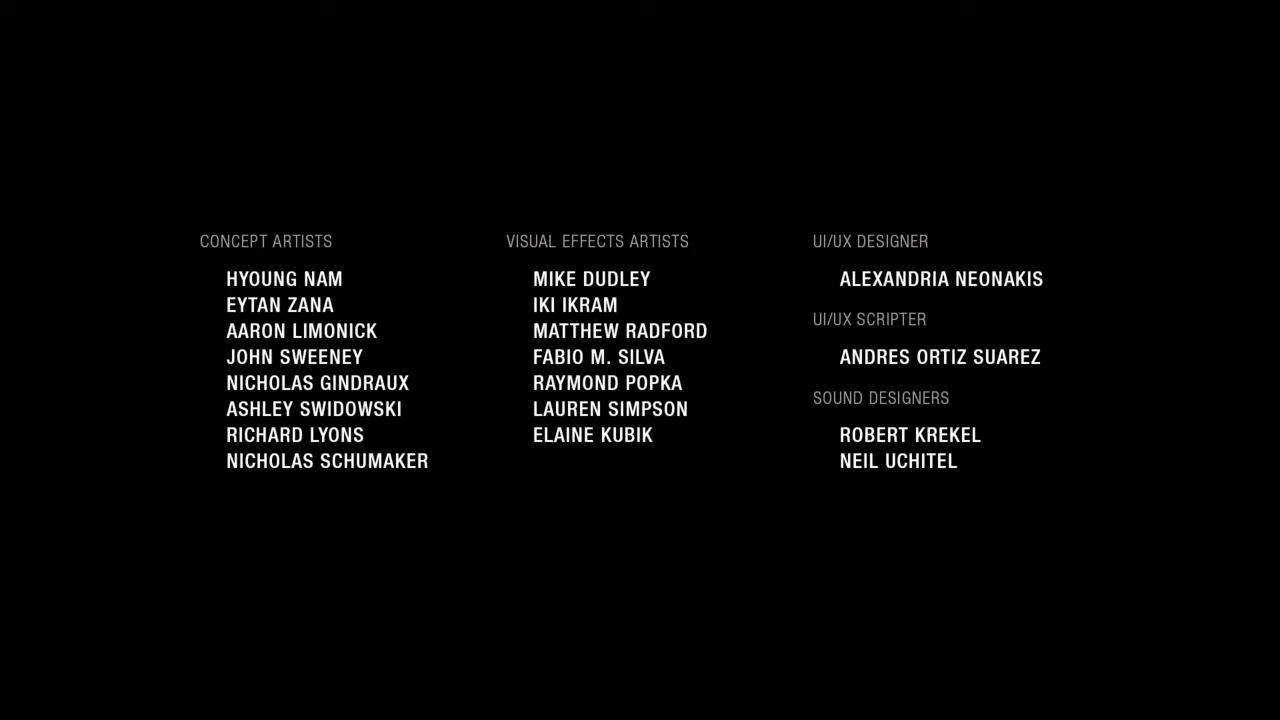 CONCEPT ARTISTS
HYOUNG NAM
EYTAN ZANA
AARON LIMONICK
JOHN SWEENEY
NICHOLAS GINDRAUX
ASHLEY SWIDOWSKI
RICHARD LYONS
NICHOLAS SCHUMAKER
VISUAL EFFECTS ARTISTS
MIKE DUDLEY
IKI IKRAM
MATTHEW RADFORD
FABIO M. SILVA
RAYMOND POPKA
LAUREN SIMPSON
ELAINE KUBIK
UI/UX DESIGNER
ALEXANDRIA NEONAKIS
UI/UX SCRIPTER
ANDRES ORTIZ SUAREZ
SOUND DESIGNERS
ROBERT KREKEL
NEIL UCHITEL